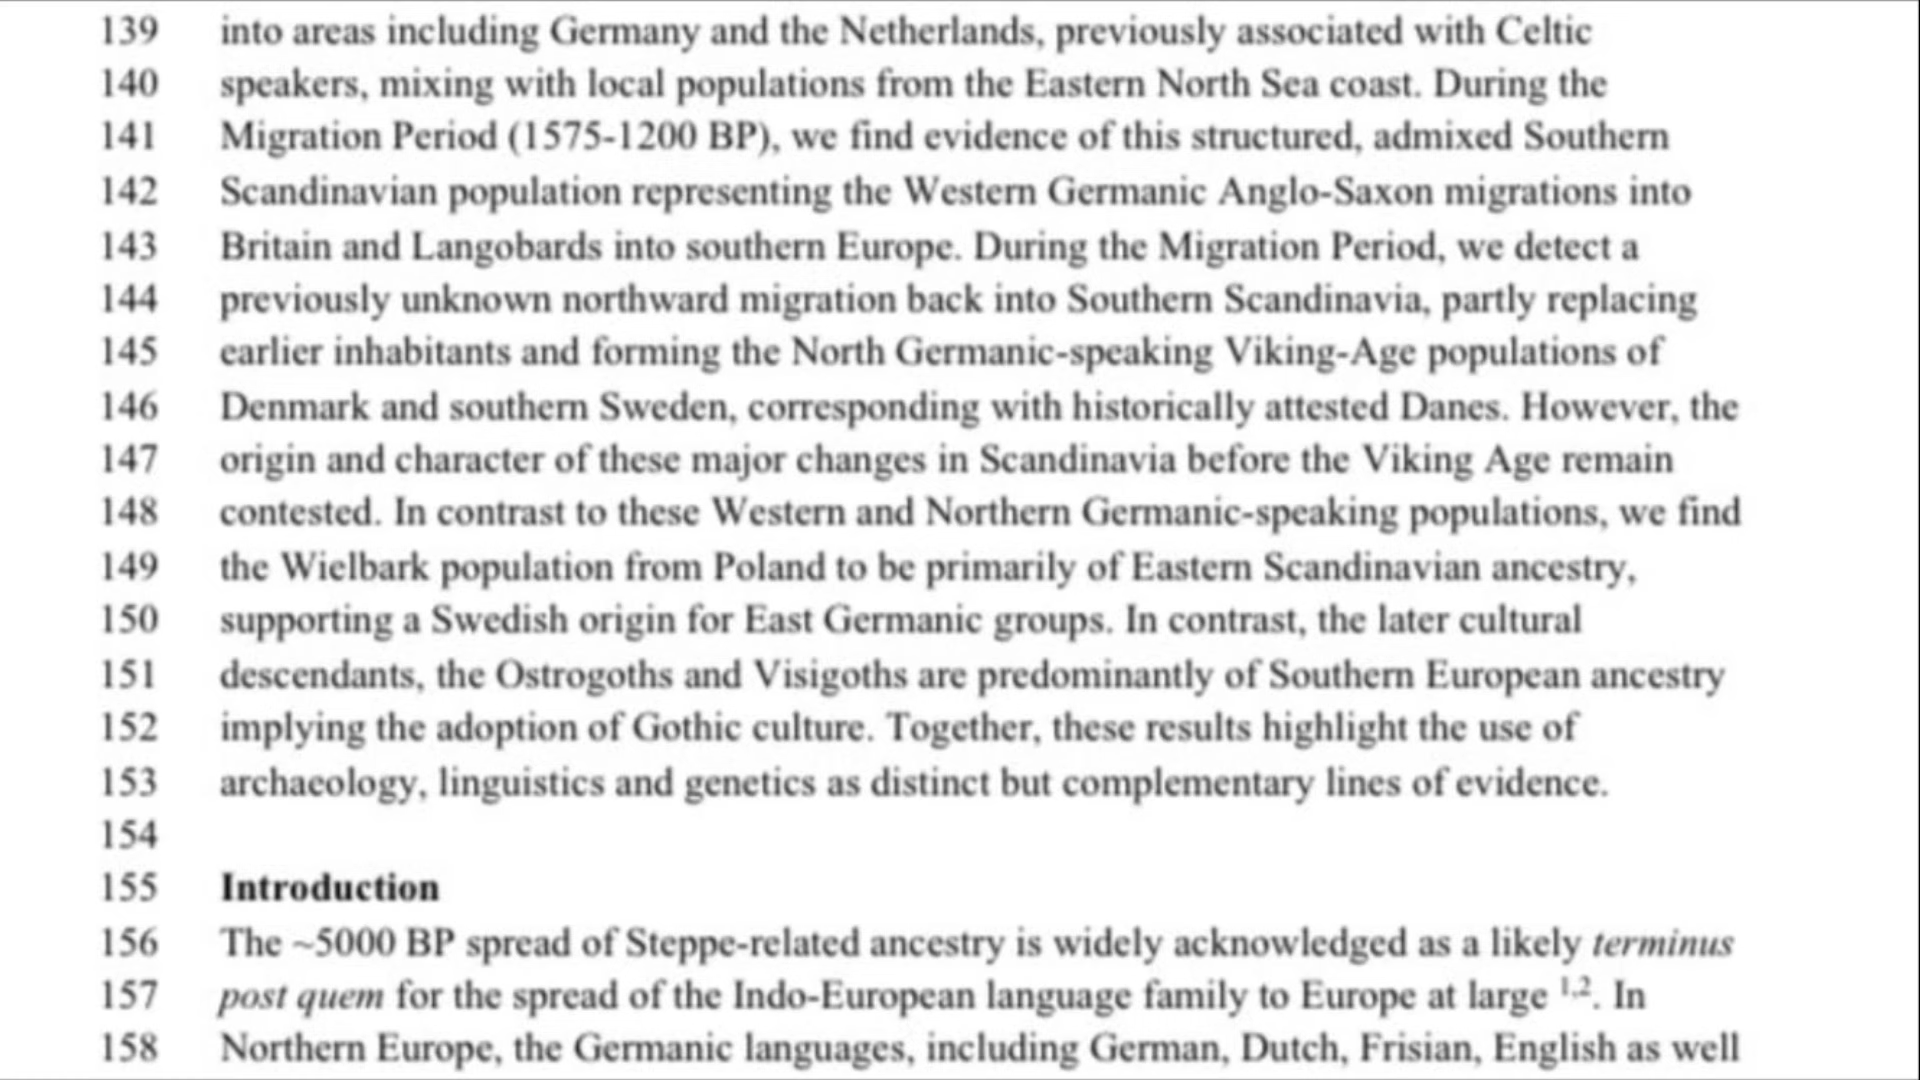 139 into areas including Germany and the Netherlands, previously associated with Celtic
140 speakers, mixing with local populations from the Eastern North Sea coast. During the
141 Migration Period (1575-1200 BP), we find evidence of this structured, admixed Southern
142 Scandinavian population representing the Western Germanic Anglo-Saxon migrations into
143 Britain and Langobards into southern Europe. During the Migration Period, we detect a
144 previously unknown northward migration back into Southern Scandinavia, partly replacing
145 earlier inhabitants and forming the North Germanic-speaking Viking-Age populations of
146 Denmark and southern Sweden, corresponding with historically attested Danes. However, the
147 origin and character of these major changes in Scandinavia before the Viking Age remain
148 contested. In contrast to these Western and Northern Germanic-speaking populations, we find
149 the Wielbark population from Poland to be primarily of Eastern Scandinavian ancestry,
150 supporting a Swedish origin for East Germanic groups. In contrast, the later cultural
151 descendants, the Ostrogoths and Visigoths are predominantly of Southern European ancestry
152 implying the adoption of Gothic culture. Together, these results highlight the use of
153 archaeology, linguistics and genetics as distinct but complementary lines of evidence.
154
155 Introduction
156 The ~5000 BP spread of Steppe-related ancestry is widely acknowledged as a likely terminus
157 post quem for the spread of the Indo-European language family to Europe at large 1,2. In
158 Northern Europe, the Germanic languages, including German, Dutch, Frisian, English as well